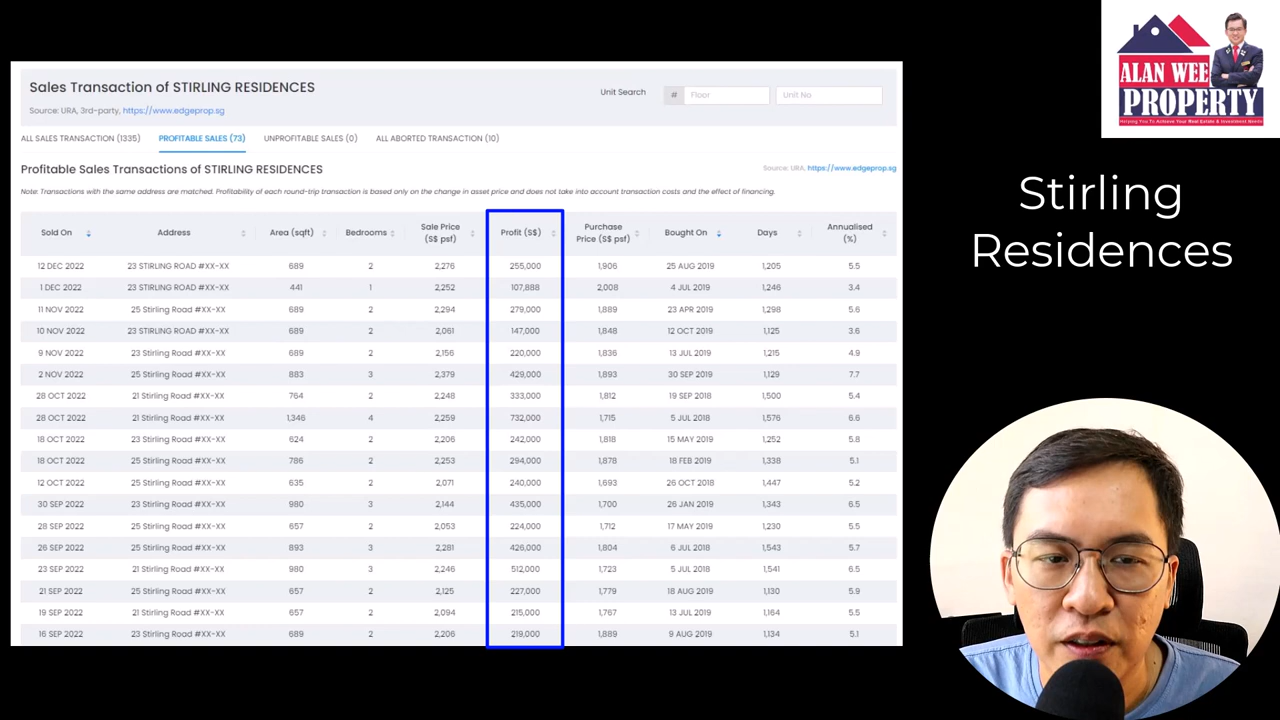 ALAN WEE
PROPERTY
Helping You To Achieve Your Real Estate & Investment Needs
Stirling
Residences
Sales Transaction of STIRLING RESIDENCES
Source: URA, 3rd-party, https://www.edgeprop.sg
Unit Search # Floor Unit No
ALL SALES TRANSACTION (1335) PROFITABLE SALES (73) UNPROFITABLE SALES (0) ALL ABORTED TRANSACTION (10)
Profitable Sales Transactions of STIRLING RESIDENCES
Source: URA, https://www.edgeprop.sg
Note: Transactions with the same address are matched. Profitability of each round-trip transaction is based only on the change in asset price and does not take into account transaction costs and the effect of financing.
Sold On Address Area (sqft) Bedrooms Sale Price (S$ psf) Profit (S$) Purchase Price (S$ psf) Bought On Days Annualised (%)
12 DEC 2022 23 STIRLING ROAD #XX-XX 689 2 2,276 255,000 1,906 25 AUG 2019 1,205 5.5
1 DEC 2022 23 STIRLING ROAD #XX-XX 441 1 2,252 107,888 2,008 4 JUL 2019 1,246 3.4
11 NOV 2022 25 STIRLING ROAD #XX-XX 689 2 2,294 279,000 1,889 23 APR 2019 1,298 5.6
10 NOV 2022 23 STIRLING ROAD #XX-XX 689 2 2,061 147,000 1,848 12 OCT 2019 1,125 3.6
9 NOV 2022 23 Stirling Road #XX-XX 689 2 2,156 220,000 1,836 13 JUL 2019 1,215 4.9
2 NOV 2022 25 Stirling Road #XX-XX 883 3 2,379 429,000 1,893 30 SEP 2019 1,129 7.7
28 OCT 2022 21 Stirling Road #XX-XX 764 2 2,248 333,000 1,812 19 SEP 2018 1,500 5.4
28 OCT 2022 21 Stirling Road #XX-XX 1,346 4 2,259 732,000 1,715 5 JUL 2018 1,576 6.6
18 OCT 2022 23 Stirling Road #XX-XX 624 2 2,206 242,000 1,818 15 MAY 2019 1,252 5.8
18 OCT 2022 25 Stirling Road #XX-XX 786 2 2,253 294,000 1,878 18 FEB 2019 1,338 5.1
12 OCT 2022 25 Stirling Road #XX-XX 635 2 2,071 240,000 1,693 26 OCT 2018 1,447 5.2
30 SEP 2022 23 Stirling Road #XX-XX 980 3 2,144 435,000 1,700 26 JAN 2019 1,343 6.5
28 SEP 2022 25 Stirling Road #XX-XX 657 2 2,053 224,000 1,712 17 MAY 2019 1,230 5.5
26 SEP 2022 25 Stirling Road #XX-XX 893 3 2,281 426,000 1,804 6 JUL 2018 1,543 5.7
23 SEP 2022 21 Stirling Road #XX-XX 980 3 2,246 512,000 1,723 5 JUL 2018 1,541 6.5
21 SEP 2022 25 Stirling Road #XX-XX 657 2 2,125 227,000 1,779 18 AUG 2019 1,130 5.9
19 SEP 2022 21 Stirling Road #XX-XX 657 2 2,094 215,000 1,767 13 JUL 2019 1,164 5.5
16 SEP 2022 23 Stirling Road #XX-XX 689 2 2,206 219,000 1,889 9 AUG 2019 1,134 5.1